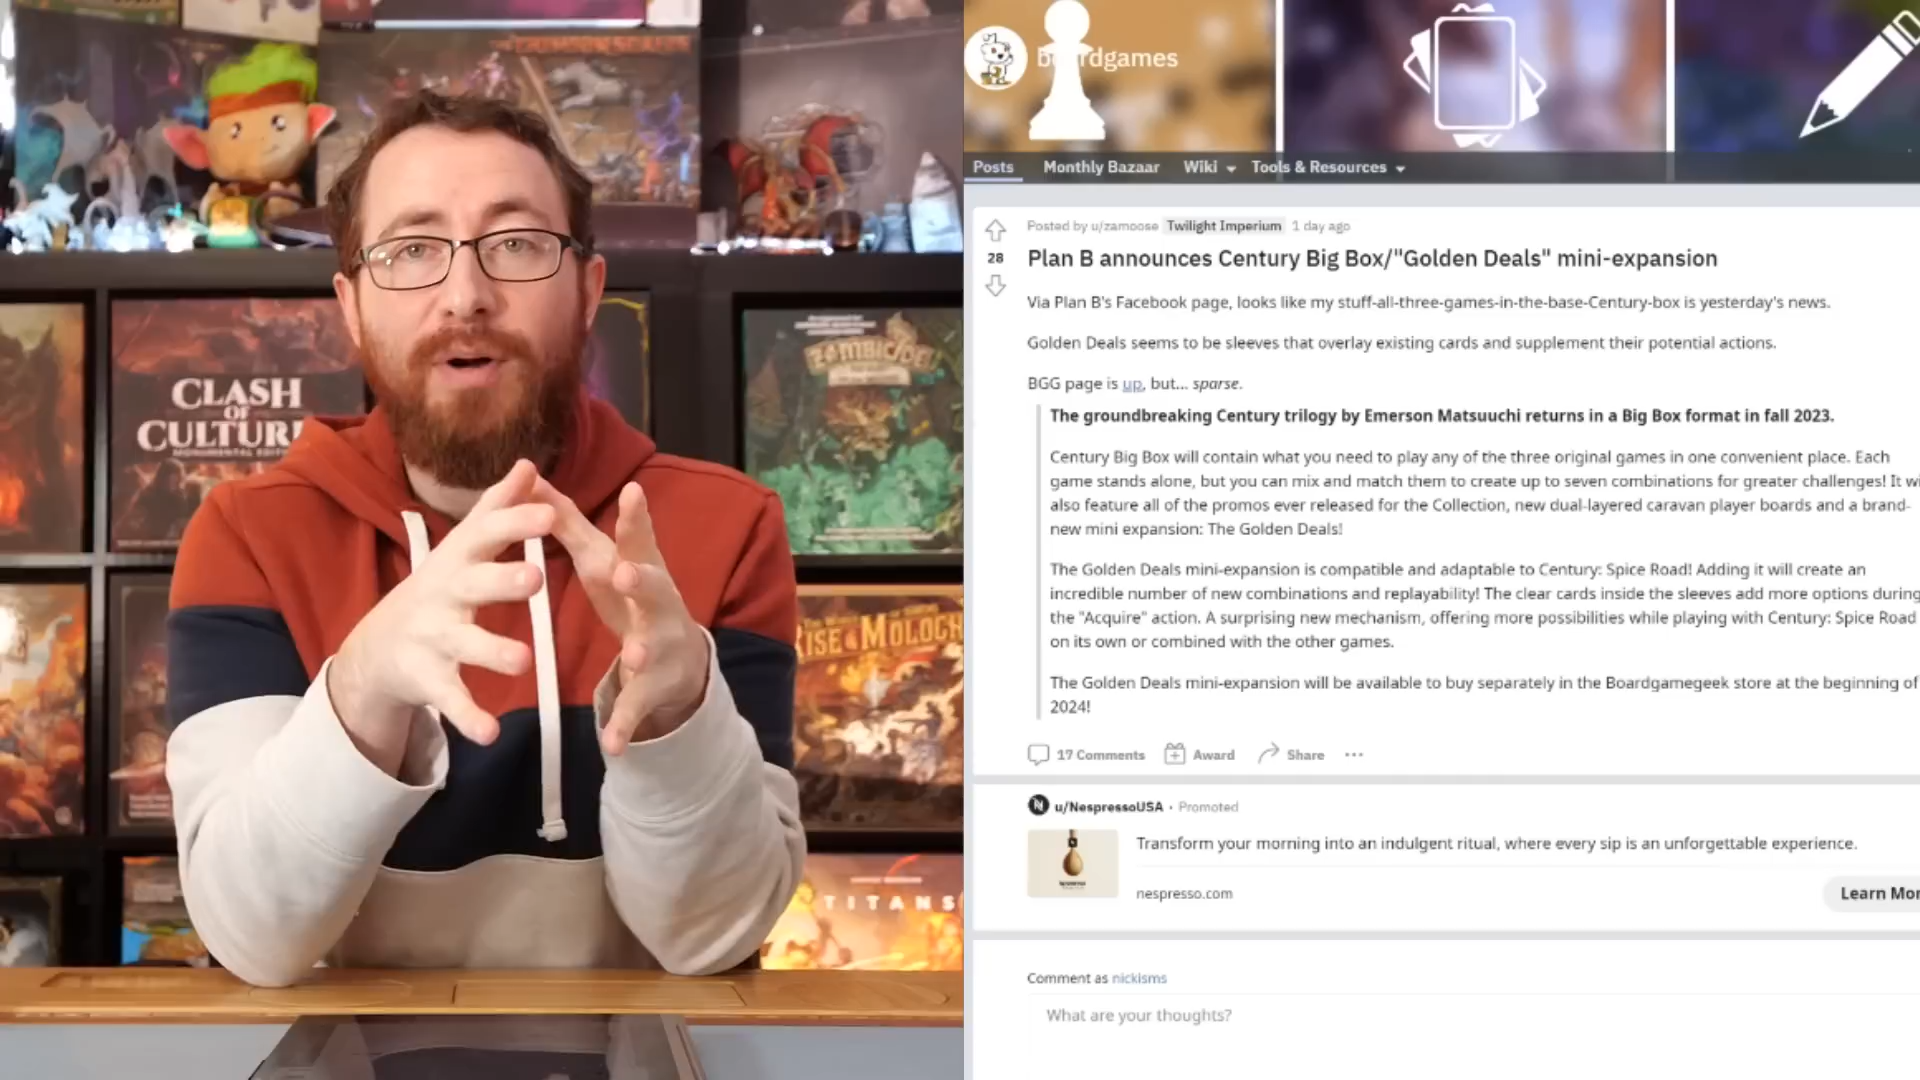 CRIMSON SCALES
CLASH
OF
CULTUR
MONUMENTAL EDITION
ZOMBICIDE
RISE & MOLOCH
TITANS
boardgames
Posts Monthly Bazaar Wiki Tools & Resources
Posted by u/zamoose Twilight Imperium 1 day ago
28
Plan B announces Century Big Box/"Golden Deals" mini-expansion
Via Plan B's Facebook page, looks like my stuff-all-three-games-in-the-base-Century-box is yesterday's news.
Golden Deals seems to be sleeves that overlay existing cards and supplement their potential actions.
BGG page is up, but... sparse.
The groundbreaking Century trilogy by Emerson Matsuuchi returns in a Big Box format in fall 2023.
Century Big Box will contain what you need to play any of the three original games in one convenient place. Each
game stands alone, but you can mix and match them to create up to seven combinations for greater challenges! It wi
also feature all of the promos ever released for the Collection, new dual-layered caravan player boards and a brand-
new mini expansion: The Golden Deals!
The Golden Deals mini-expansion is compatible and adaptable to Century: Spice Road! Adding it will create an
incredible number of new combinations and replayability! The clear cards inside the sleeves add more options during
the "Acquire" action. A surprising new mechanism, offering more possibilities while playing with Century: Spice Road
on its own or combined with the other games.
The Golden Deals mini-expansion will be available to buy separately in the Boardgamegeek store at the beginning of
2024!
17 Comments Award Share
u/NespressoUSA · Promoted
Transform your morning into an indulgent ritual, where every sip is an unforgettable experience.
nespresso.com
Learn Mor
Comment as nickisms
What are your thoughts?